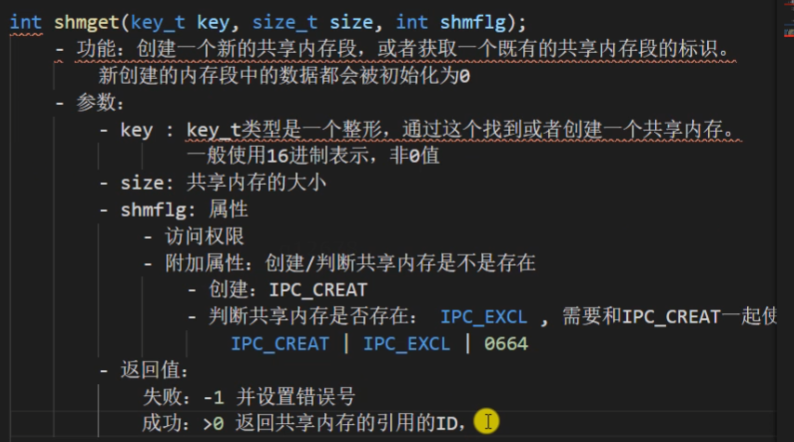 int shmget(key_t key, size_t size, int shmflg);
- 功能：创建一个新的共享内存段，或者获取一个既有的共享内存段的标识。
新创建的内存段中的数据都会被初始化为0
- 参数：
- key : key_t类型是一个整形，通过这个找到或者创建一个共享内存。
一般使用16进制表示，非0值
- size: 共享内存的大小
- shmflg: 属性
- 访问权限
- 附加属性：创建/判断共享内存是不是存在
- 创建：IPC_CREAT
- 判断共享内存是否存在： IPC_EXCL , 需要和IPC_CREAT一起使
IPC_CREAT | IPC_EXCL | 0664
- 返回值：
失败：-1 并设置错误号
成功：>0 返回共享内存的引用的ID，